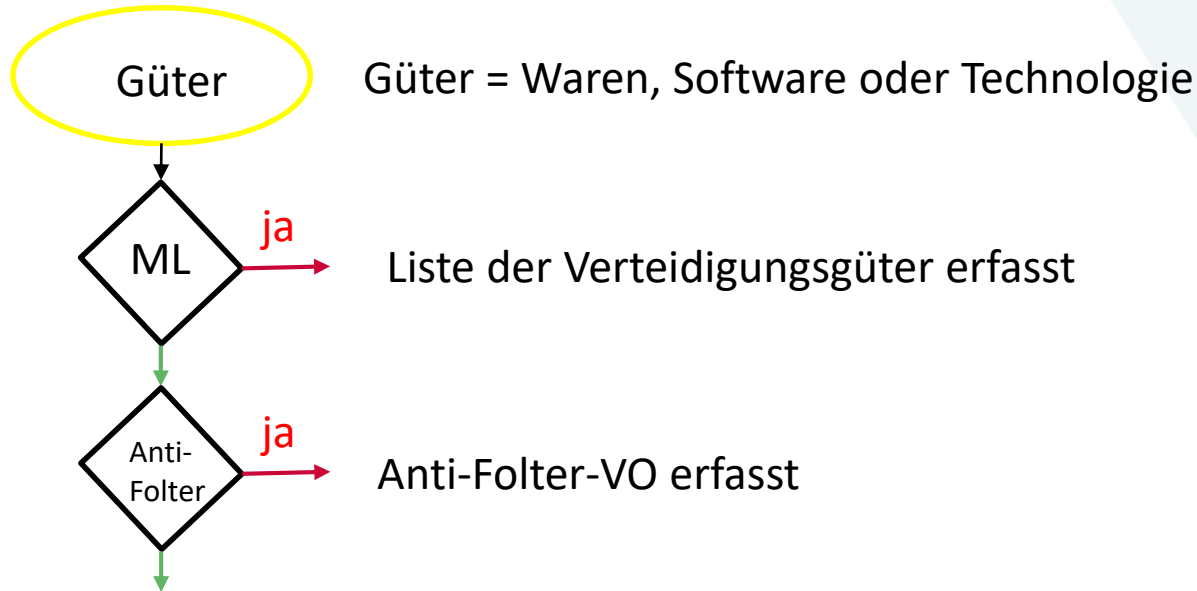 Güter
Güter = Waren, Software oder Technologie
ML
ja
Liste der Verteidigungsgüter erfasst
Anti-
Folter
ja
Anti-Folter-VO erfasst